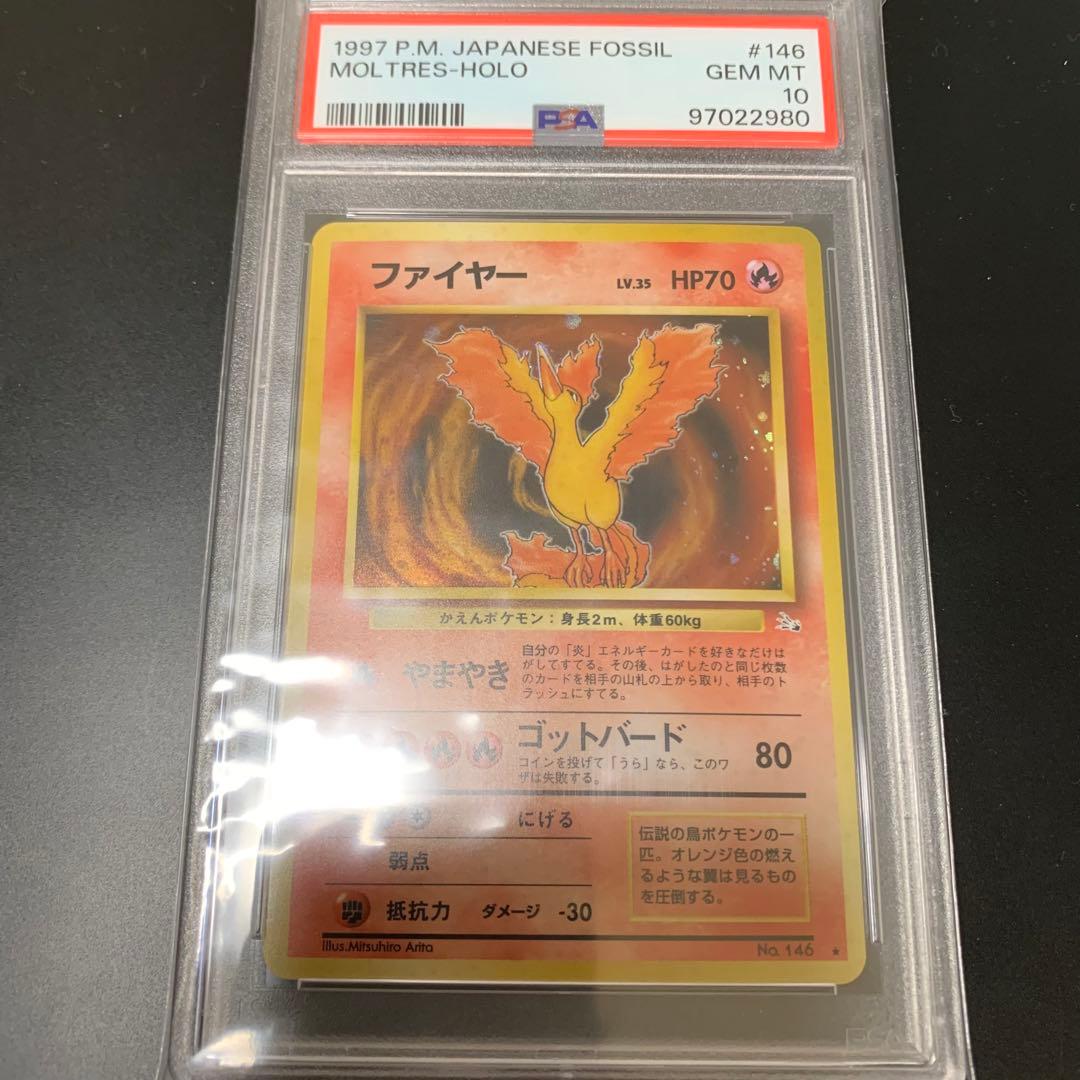 1997 P.M. JAPANESE FOSSIL #146
MOLTRES-HOLO GEM MT
10
PSA 97022980
ファイヤー LV.35 HP70
かえんポケモン：身長2m、体重60kg
やまやき
自分の「炎」エネルギーカードを好きなだけは
がしてすてる。その後、はがしたのと同じ枚数
のカードを相手の山札の上から取り、相手のト
ラッシュにすてる。
ゴットバード 80
コインを投げて「うら」なら、このワ
ザは失敗する。
にげる
弱点
抵抗力 ダメージ -30
伝説の鳥ポケモンの一
匹。オレンジ色の燃え
るような翼は見るもの
を圧倒する。
Illus.Mitsuhiro Arita No. 146 ★